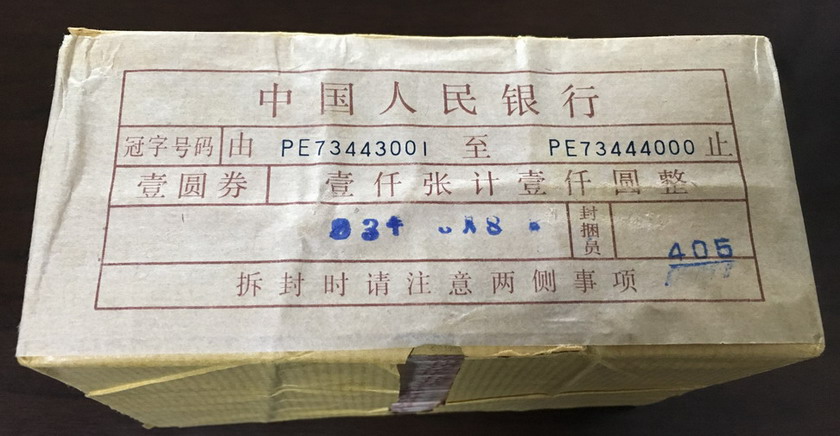 中国人民银行
冠字号码 由 PE73443001 至 PE73444000 止
壹圆券 壹仟张计壹仟圆整
封捆员 405
拆封时请注意两侧事项